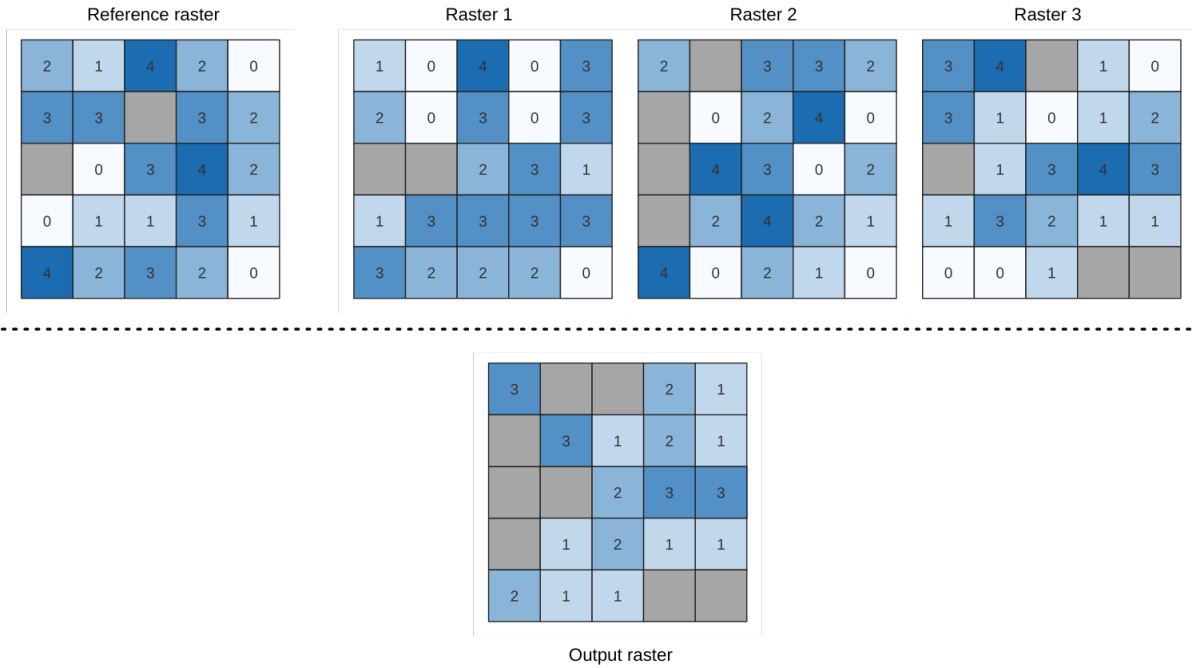 Reference raster Raster 1 Raster 2 Raster 3
2 1 4 2 0 1 0 4 0 3 2 3 3 2 3 4 1 0
3 3 3 2 2 0 3 0 3 0 2 4 0 3 1 0 1 2
0 3 4 2 2 3 1 4 3 0 2 1 3 4 3
0 1 1 3 1 1 3 3 3 3 2 4 2 1 1 3 2 1 1
4 2 3 2 0 3 2 2 2 0 4 0 2 1 0 0 0 1
3 2 1
3 1 2 1
2 3 3
1 2 1 1
2 1 1
Output raster